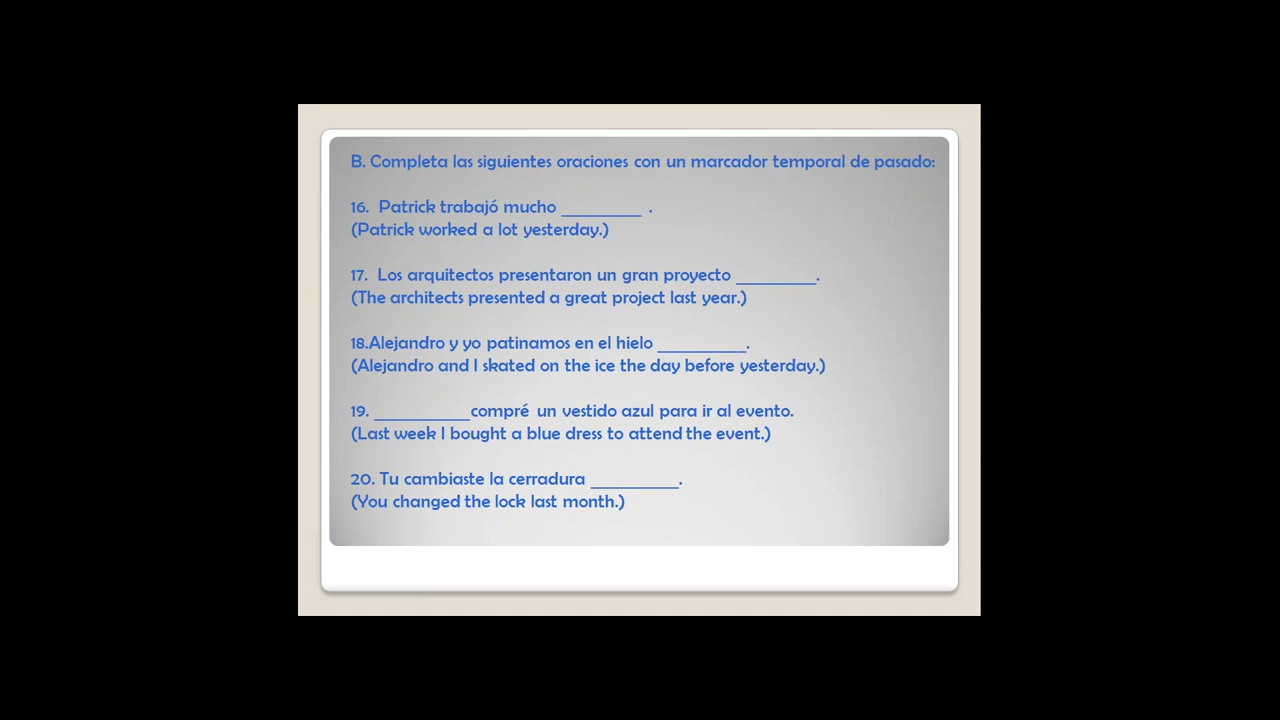 B. Completa las siguientes oraciones con un marcador temporal de pasado:
16. Patrick trabajó mucho _________ .
(Patrick worked a lot yesterday.)
17. Los arquitectos presentaron un gran proyecto _________.
(The architects presented a great project last year.)
18.Alejandro y yo patinamos en el hielo __________.
(Alejandro and I skated on the ice the day before yesterday.)
19. ___________compré un vestido azul para ir al evento.
(Last week I bought a blue dress to attend the event.)
20. Tu cambiaste la cerradura __________.
(You changed the lock last month.)